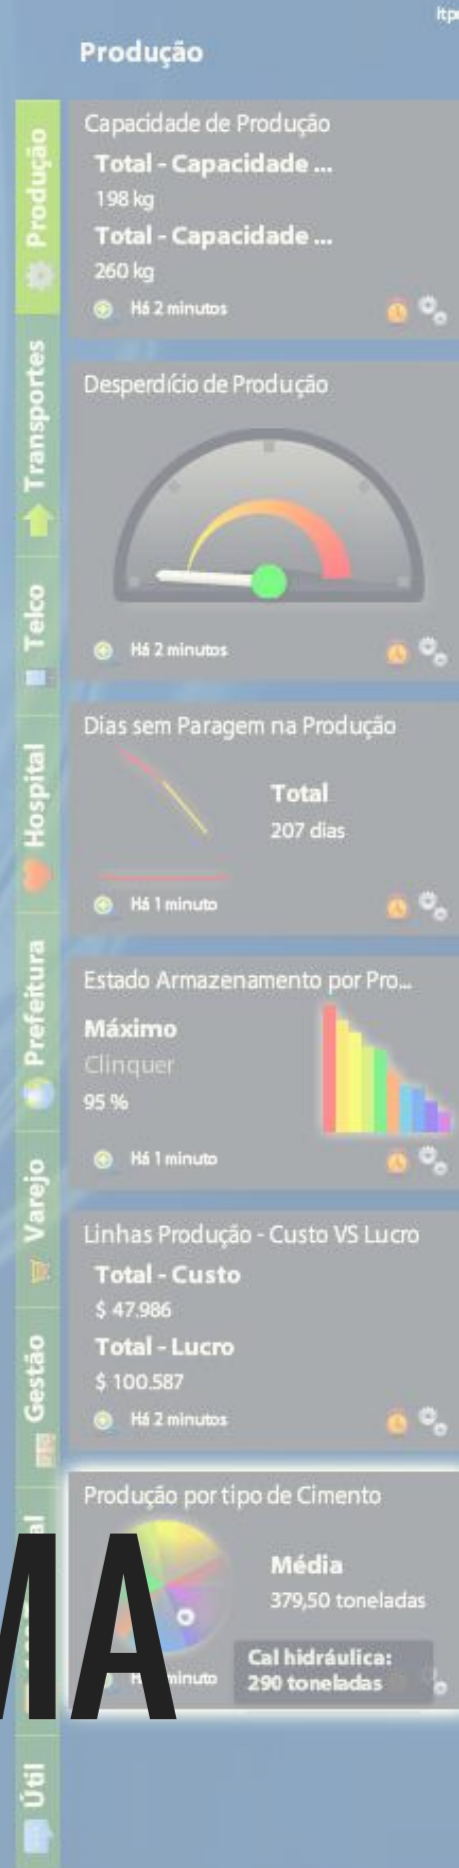 Produção
Produção
Capacidade de Produção
Total - Capacidade ...
198 kg
Total - Capacidade ...
260 kg
Há 2 minutos
Transportes
Desperdício de Produção
Há 2 minutos
Telco
Hospital
Dias sem Paragem na Produção
Total
207 dias
Há 1 minuto
Prefeitura
Estado Armazenamento por Pro...
Máximo
Clínquer
95 %
Há 1 minuto
Varejo
Linhas Produção - Custo VS Lucro
Total - Custo
$ 47.986
Total - Lucro
$ 100.587
Há 2 minutos
Gestão
Produção por tipo de Cimento
Média
379,50 toneladas
Cal hidráulica:
290 toneladas
minuto
MA
Útil